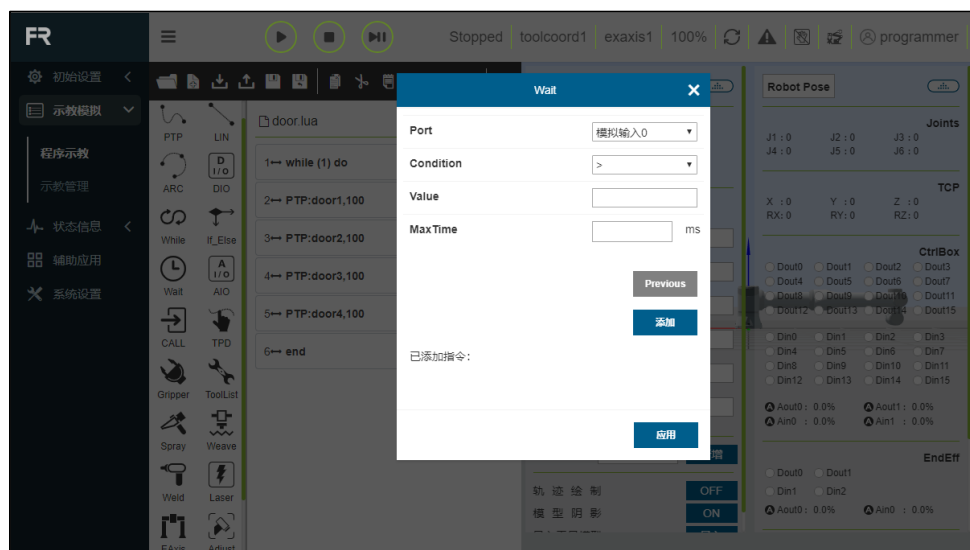 FR
Stopped
toolcoord1
exaxis1
100%
programmer
初始设置
示教模拟
程序示教
示教管理
状态信息
辅助应用
系统设置
PTP
LIN
ARC
DIO
While
If_Else
Wait
AIO
CALL
TPD
Gripper
ToolList
Spray
Weave
Weld
Laser
EAxis
Adjust
door.lua
1 while (1) do
2 PTP:door1,100
3 PTP:door2,100
4 PTP:door3,100
5 PTP:door4,100
6 end
Wait
Port
模拟输入0
Condition
>
Value
MaxTime
ms
Previous
添加
已添加指令：
应用
增
轨 迹 绘 制
OFF
模 型 阴 影
ON
Robot Pose
Joints
J1 : 0 J2 : 0 J3 : 0
J4 : 0 J5 : 0 J6 : 0
TCP
X : 0 Y : 0 Z : 0
RX: 0 RY: 0 RZ: 0
CtrlBox
Dout0 Dout1 Dout2 Dout3
Dout4 Dout5 Dout6 Dout7
Dout8 Dout9 Dout10 Dout11
Dout12 Dout13 Dout14 Dout15
Din0 Din1 Din2 Din3
Din4 Din5 Din6 Din7
Din8 Din9 Din10 Din11
Din12 Din13 Din14 Din15
A Aout0 : 0.0% A Aout1 : 0.0%
A Ain0 : 0.0% A Ain1 : 0.0%
EndEff
Dout0 Dout1
Din1 Din2
A Aout0 : 0.0% A Ain0 : 0.0%